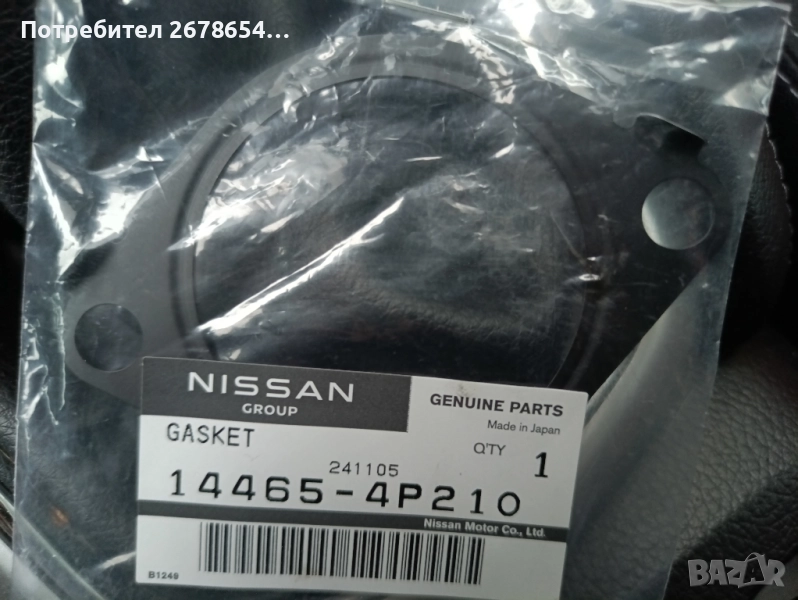 Потребител 2678654...
NISSAN
GROUP
GENUINE PARTS
Made in Japan
GASKET
Q'TY 1
241105
14465-4P210
Nissan Motor Co., Ltd.
B1249
BAZAR